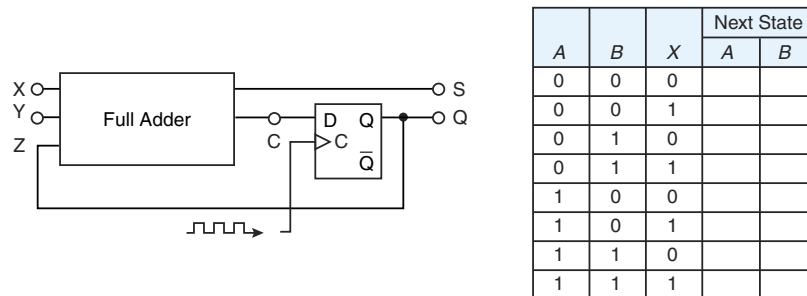 X
Y
Z
Full Adder
S
Q
C
D Q
C
Q̅
Next State
A B X A B
0 0 0
0 0 1
0 1 0
0 1 1
1 0 0
1 0 1
1 1 0
1 1 1